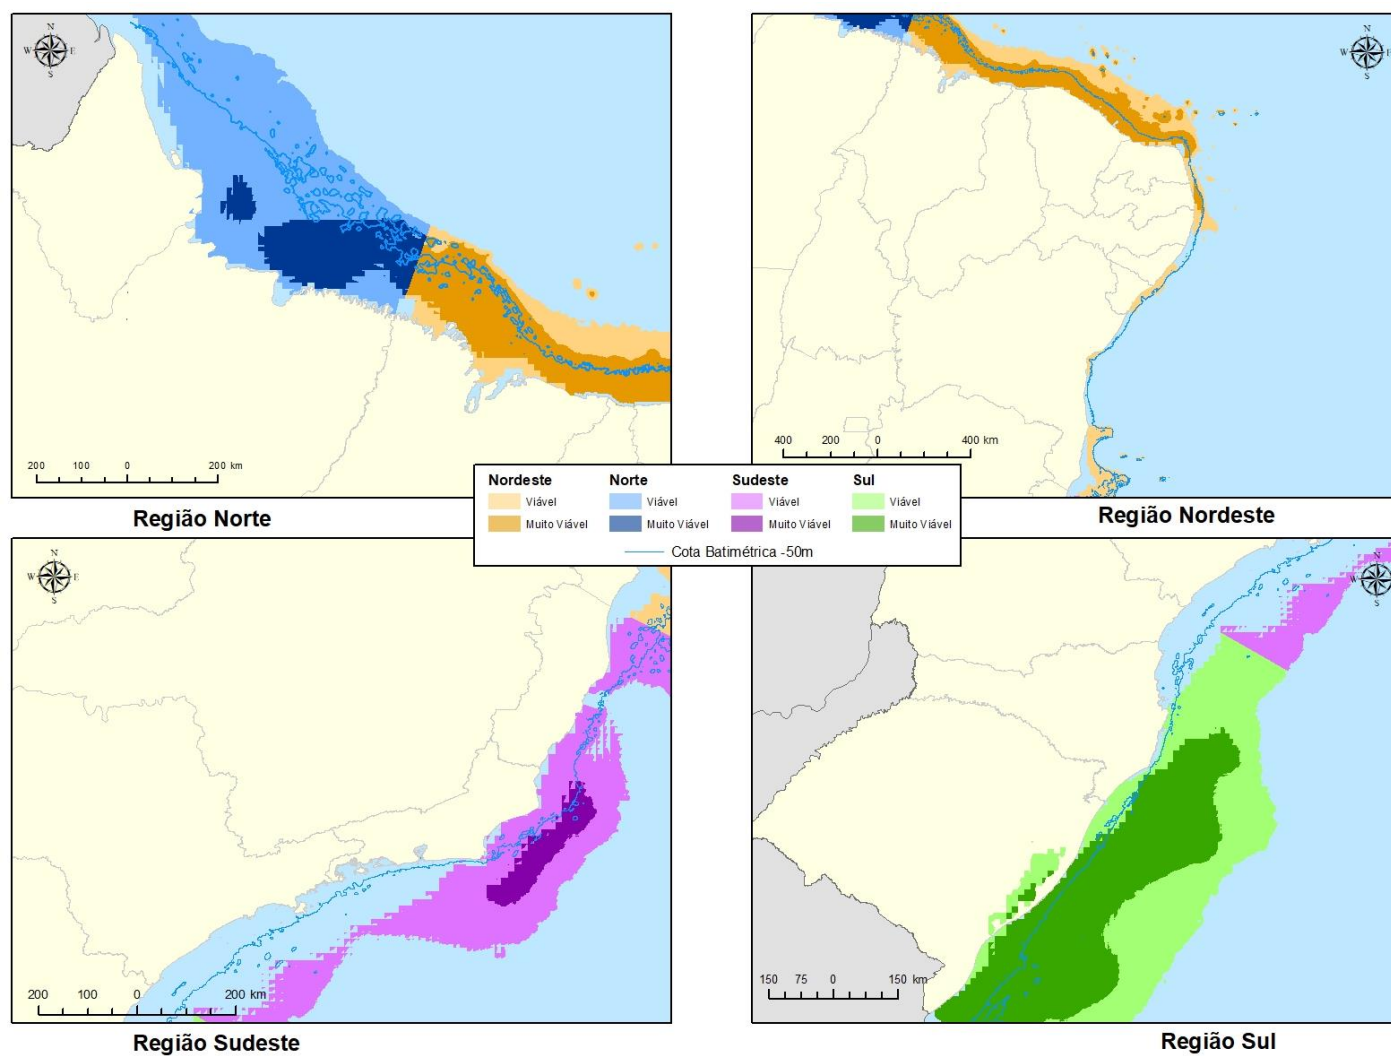 N
W E
S
N
W E
S
200 100 0 200 km
400 200 0 400 km
Região Norte
Região Nordeste
Nordeste Norte Sudeste Sul
Viável Viável Viável Viável
Muito Viável Muito Viável Muito Viável Muito Viável
Cota Batimétrica -50m
N
W E
S
N
W E
S
200 100 0 200 km
150 75 0 150 km
Região Sudeste
Região Sul